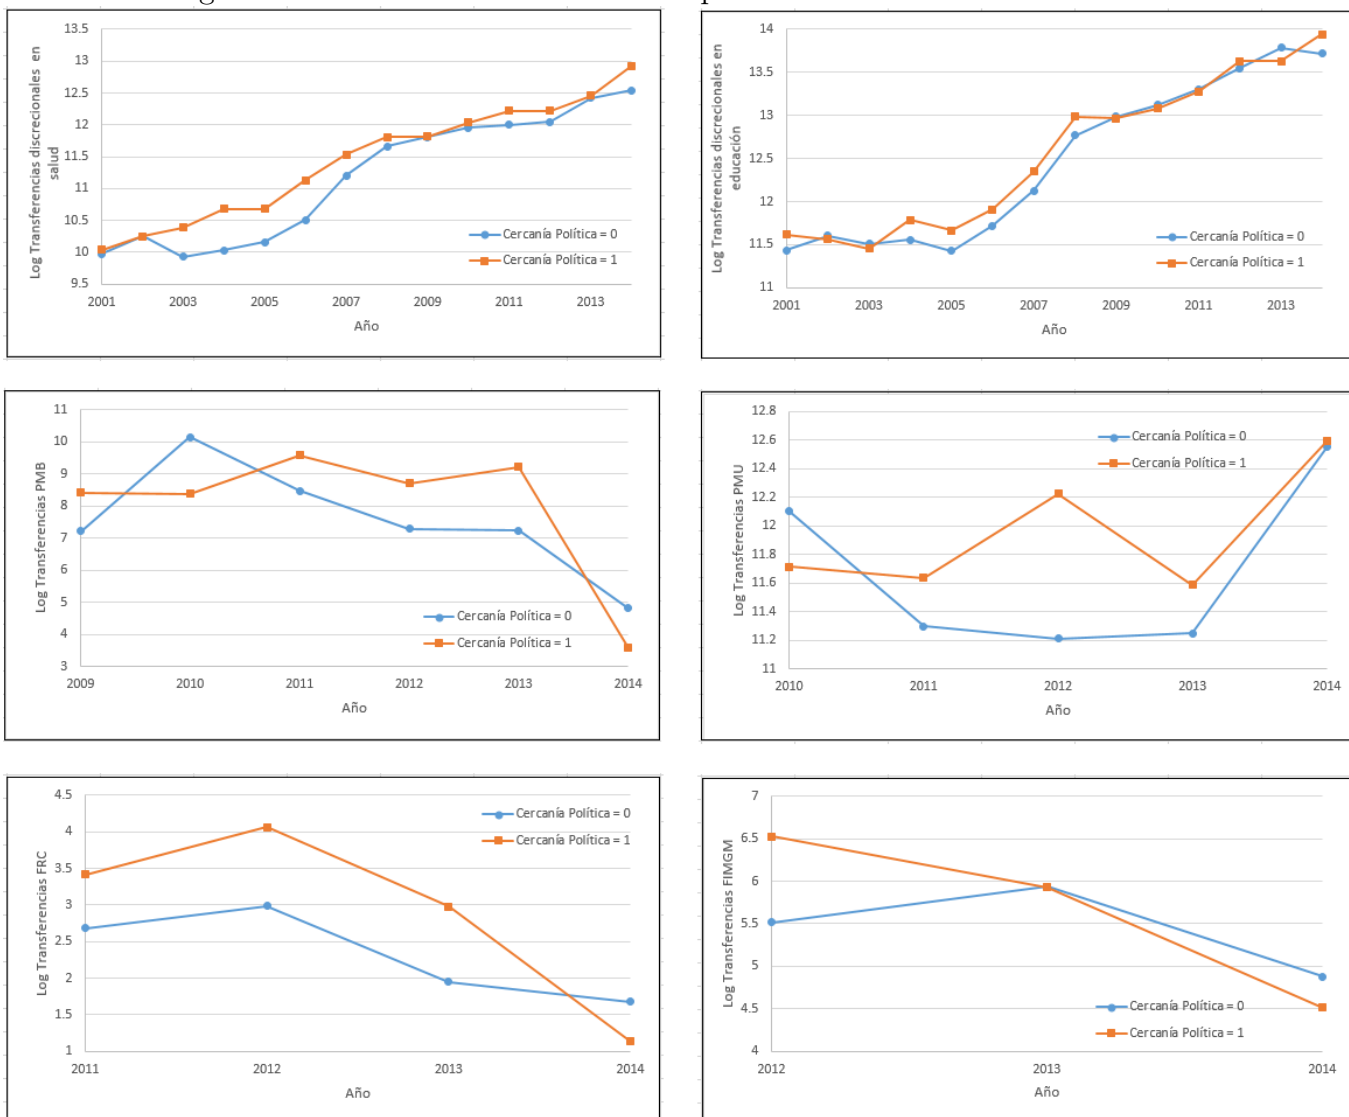 Log Transferencias discrecionales en
salud
13.5
13
12.5
12
11.5
11
10.5
10
9.5
Cercanía Política = 0
Cercanía Política = 1
2001 2003 2005 2007 2009 2011 2013
Año
Log Transferencias discrecionales en
educación
14
13.5
13
12.5
12
11.5
11
Cercanía Política = 0
Cercanía Política = 1
2001 2003 2005 2007 2009 2011 2013
Año
Log Transferencias PMB
11
10
9
8
7
6
5
4
3
Cercanía Política = 0
Cercanía Política = 1
2009 2010 2011 2012 2013 2014
Año
Log Transferencias PMU
12.8
12.6
12.4
12.2
12
11.8
11.6
11.4
11.2
11
Cercanía Política = 0
Cercanía Política = 1
2010 2011 2012 2013 2014
Año
Log Transferencias FRC
4.5
4
3.5
3
2.5
2
1.5
1
Cercanía Política = 0
Cercanía Política = 1
2011 2012 2013 2014
Año
Log Transferencias FIMGM
7
6.5
6
5.5
5
4.5
4
Cercanía Política = 0
Cercanía Política = 1
2012 2013 2014
Año